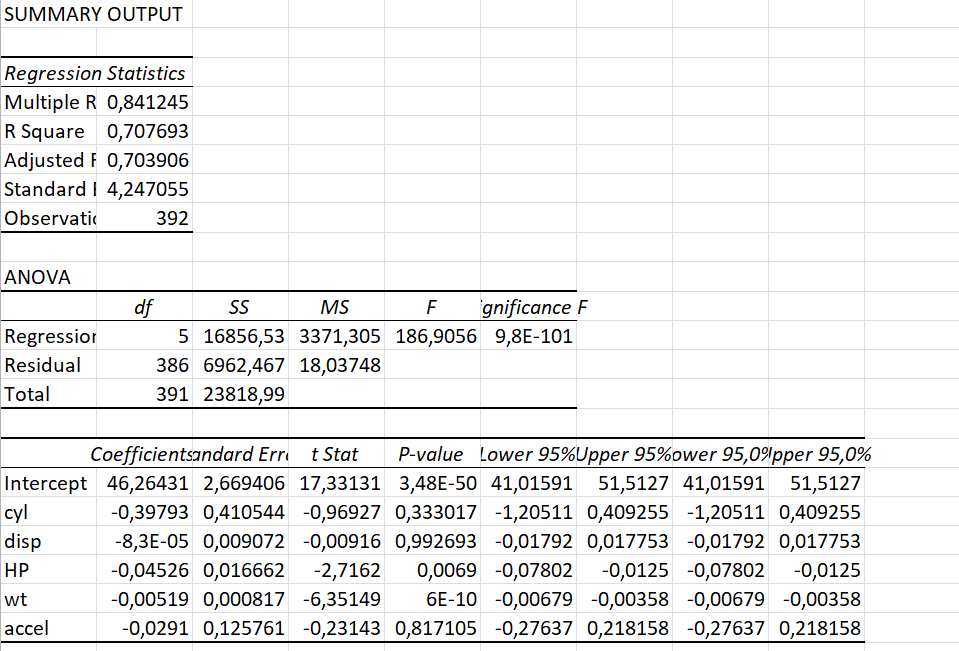 SUMMARY OUTPUT
Regression Statistics
Multiple R 0,841245
R Square 0,707693
Adjusted 0,703906
Standard 4,247055
392
ANOVA
df SS MS F F
5 16856,53 3371,305 186,9056 9,8E-101
Residual 386 6962,467 18,03748
Total 391 23818,99
Coefficients t Stat P-value Lower 95% Upper 95% 95,0% 95,0%
Intercept 46,26431 2,669406 17,33131 3,48E-50 41,01591 51,5127 41,01591 51,5127
cyl -0,39793 0,410544 -0,96927 0,333017 -1,20511 0,409255 -1,20511 0,409255
disp -8,3E-05 0,009072 -0,00916 0,992693 -0,01792 0,017753 -0,01792 0,017753
HP -0,04526 0,016662 -2,7162 0,0069 -0,07802 -0,0125 -0,07802 -0,0125
wt -0,00519 0,000817 -6,35149 6E-10 -0,00679 -0,00358 -0,00679 -0,00358
accel -0,0291 0,125761 -0,23143 0,817105 -0,27637 0,218158 -0,27637 0,218158